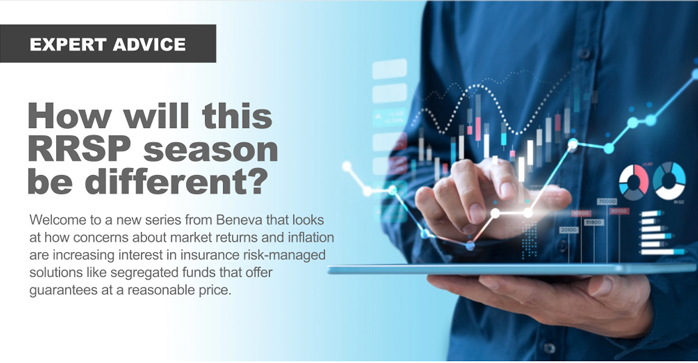 EXPERT ADVICE
How will this
RRSP season
be different?
Welcome to a new series from Beneva that looks
at how concerns about market returns and inflation
are increasing interest in insurance risk-managed
solutions like segregated funds that offer
guarantees at a reasonable price.